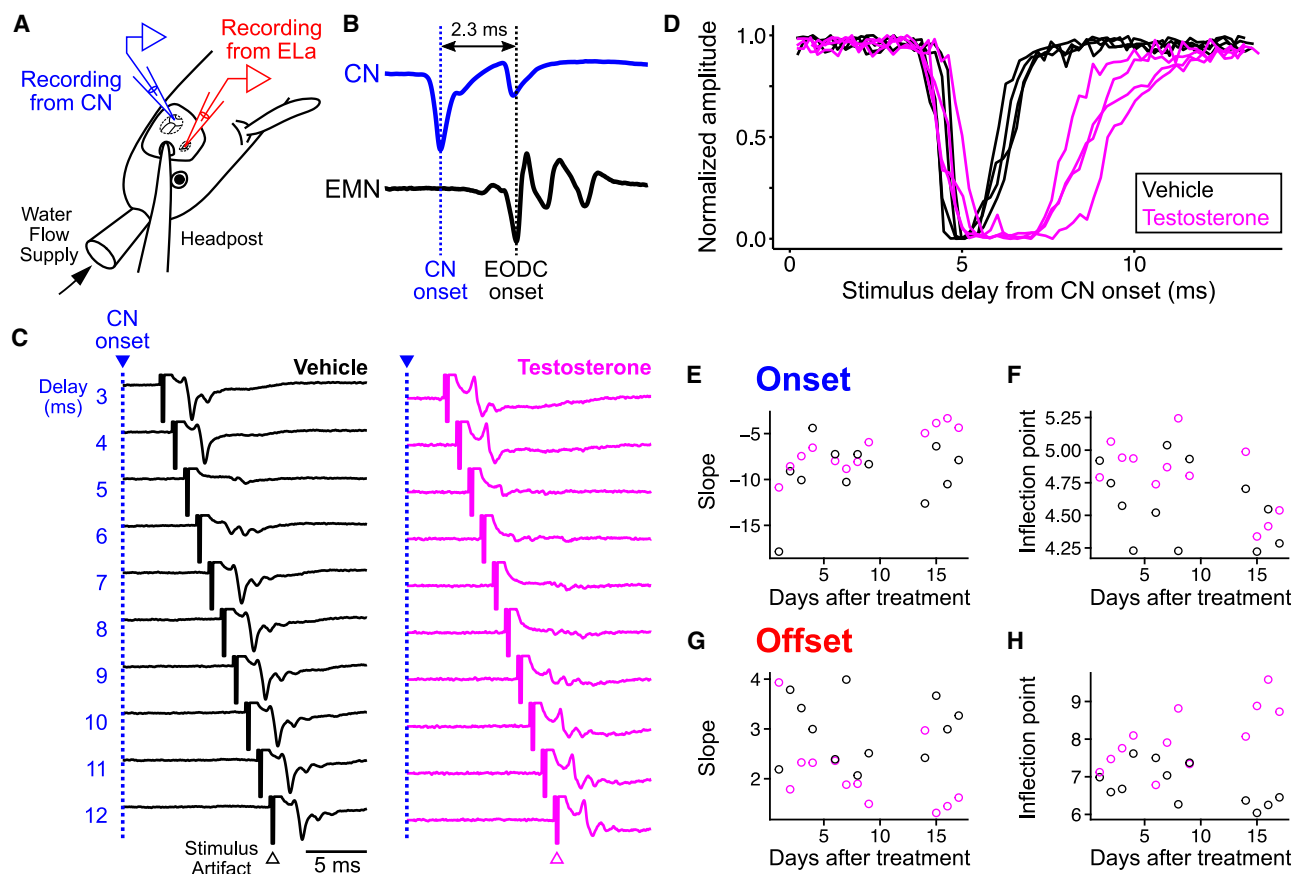 A
Recording
from ELa
Recording
from CN
Water
Flow
Supply
Headpost
B
2.3 ms
CN
EMN
CN
onset
EODC
onset
C
CN
onset
Vehicle
Testosterone
Delay
(ms)
3
4
5
6
7
8
9
10
11
12
Stimulus
Artifact
5 ms
D
Normalized amplitude
1.0
0.5
0.0
0
5
10
Stimulus delay from CN onset (ms)
Vehicle
Testosterone
E
Onset
Slope
−5
−10
−15
5
10
15
Days after treatment
F
Inflection point
5.25
5.00
4.75
4.50
4.25
5
10
15
Days after treatment
G
Offset
Slope
4
3
2
5
10
15
Days after treatment
H
Inflection point
9
8
7
6
5
10
15
Days after treatment